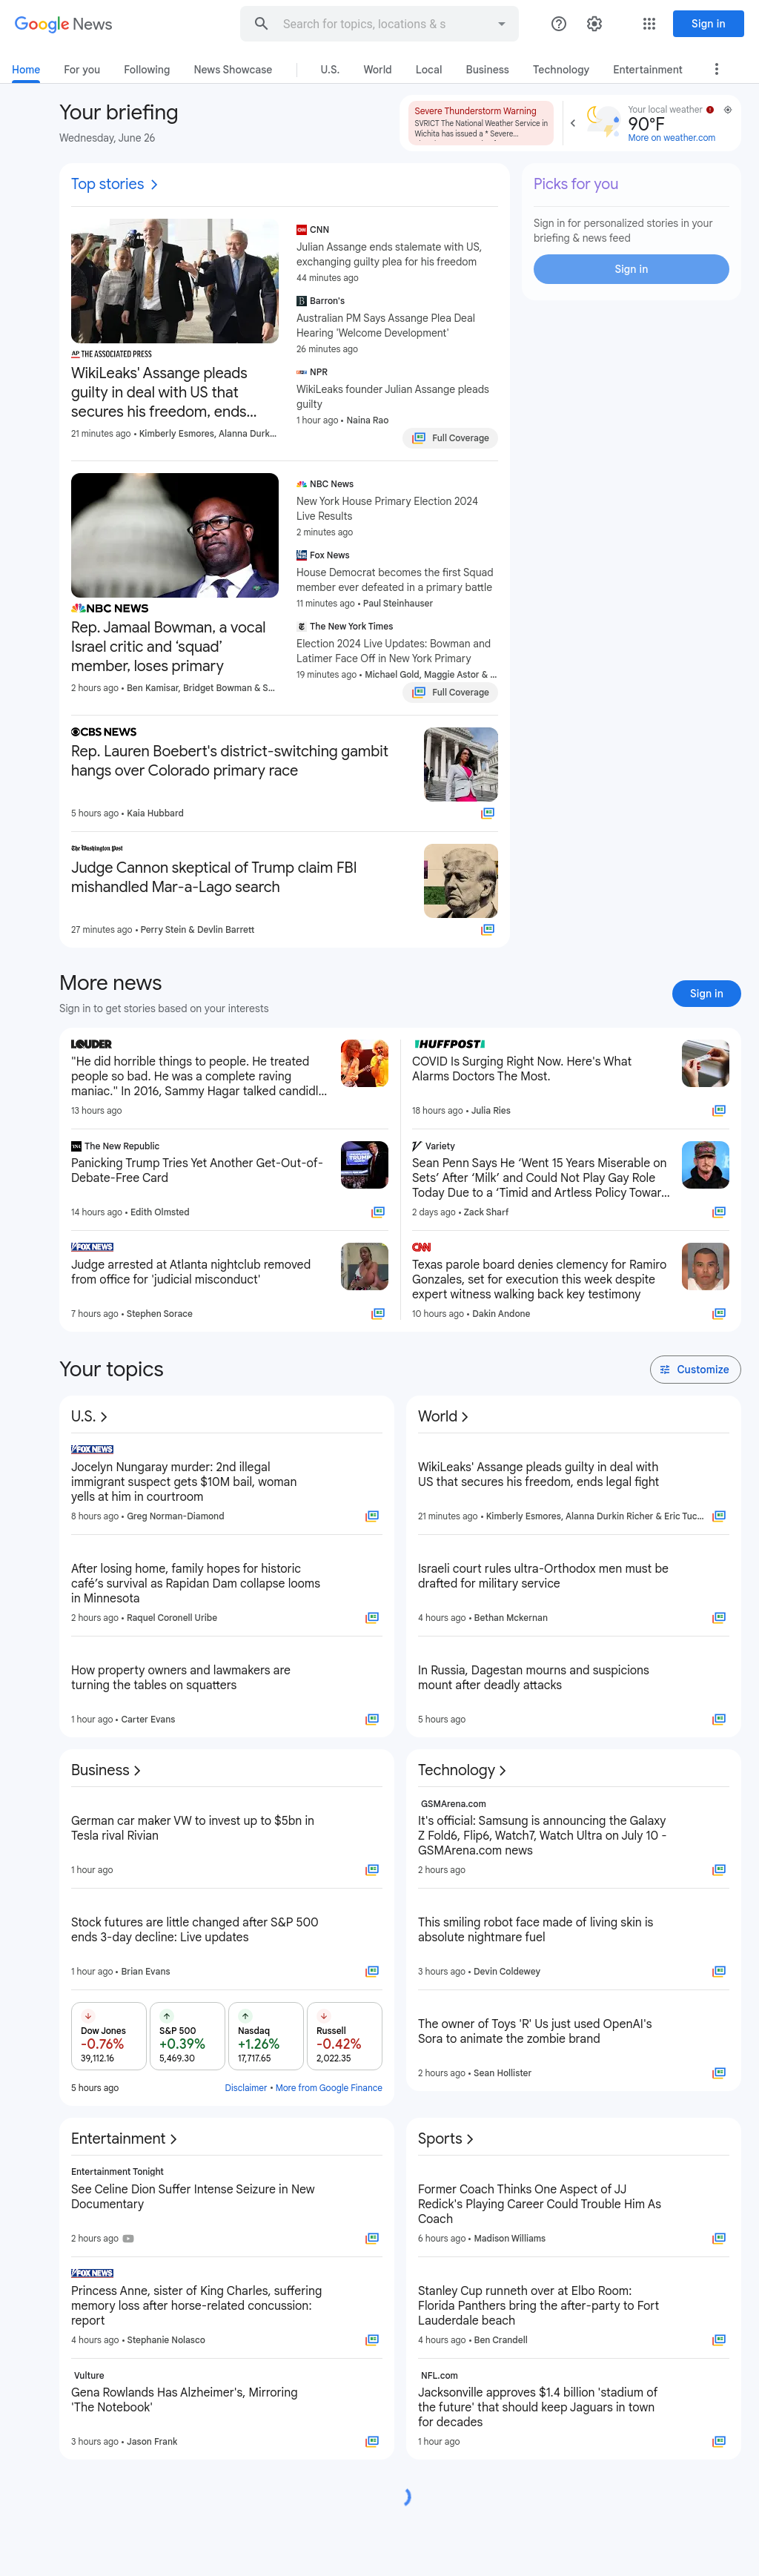 Google News
Search for topics, locations & s
Sign in
Home
For you
Following
News Showcase
U.S.
World
Local
Business
Technology
Entertainment
Your briefing
Wednesday, June 26
Severe Thunderstorm Warning
SVRICT The National Weather Service in
Wichita has issued a * Severe...
Your local weather
90°F
More on weather.com
Top stories
THE ASSOCIATED PRESS
WikiLeaks' Assange pleads
guilty in deal with US that
secures his freedom, ends...
21 minutes ago • Kimberly Esmores, Alanna Durk...
CNN
Julian Assange ends stalemate with US,
exchanging guilty plea for his freedom
44 minutes ago
Barron's
Australian PM Says Assange Plea Deal
Hearing 'Welcome Development'
26 minutes ago
NPR
WikiLeaks founder Julian Assange pleads
guilty
1 hour ago • Naina Rao
Full Coverage
Picks for you
Sign in for personalized stories in your
briefing & news feed
Sign in
NBC NEWS
Rep. Jamaal Bowman, a vocal
Israel critic and ‘squad’
member, loses primary
2 hours ago • Ben Kamisar, Bridget Bowman & S...
NBC News
New York House Primary Election 2024
Live Results
2 minutes ago
Fox News
House Democrat becomes the first Squad
member ever defeated in a primary battle
11 minutes ago • Paul Steinhauser
The New York Times
Election 2024 Live Updates: Bowman and
Latimer Face Off in New York Primary
19 minutes ago • Michael Gold, Maggie Astor & ...
Full Coverage
CBS NEWS
Rep. Lauren Boebert's district-switching gambit
hangs over Colorado primary race
5 hours ago • Kaia Hubbard
The Washington Post
Judge Cannon skeptical of Trump claim FBI
mishandled Mar-a-Lago search
27 minutes ago • Perry Stein & Devlin Barrett
More news
Sign in to get stories based on your interests
Sign in
LOUDER
"He did horrible things to people. He treated
people so bad. He was a complete raving
maniac." In 2016, Sammy Hagar talked candidl...
13 hours ago
HUFFPOST
COVID Is Surging Right Now. Here's What
Alarms Doctors The Most.
18 hours ago • Julia Ries
The New Republic
Panicking Trump Tries Yet Another Get-Out-of-
Debate-Free Card
14 hours ago • Edith Olmsted
Variety
Sean Penn Says He ‘Went 15 Years Miserable on
Sets’ After ‘Milk’ and Could Not Play Gay Role
Today Due to a ‘Timid and Artless Policy Towar...
2 days ago • Zack Sharf
FOX NEWS
Judge arrested at Atlanta nightclub removed
from office for 'judicial misconduct'
7 hours ago • Stephen Sorace
CNN
Texas parole board denies clemency for Ramiro
Gonzales, set for execution this week despite
expert witness walking back key testimony
10 hours ago • Dakin Andone
Your topics
Customize
U.S.
FOX NEWS
Jocelyn Nungaray murder: 2nd illegal
immigrant suspect gets $10M bail, woman
yells at him in courtroom
8 hours ago • Greg Norman-Diamond
After losing home, family hopes for historic
café’s survival as Rapidan Dam collapse looms
in Minnesota
2 hours ago • Raquel Coronell Uribe
How property owners and lawmakers are
turning the tables on squatters
1 hour ago • Carter Evans
World
WikiLeaks' Assange pleads guilty in deal with
US that secures his freedom, ends legal fight
21 minutes ago • Kimberly Esmores, Alanna Durkin Richer & Eric Tuc...
Israeli court rules ultra-Orthodox men must be
drafted for military service
4 hours ago • Bethan Mckernan
In Russia, Dagestan mourns and suspicions
mount after deadly attacks
5 hours ago
Business
German car maker VW to invest up to $5bn in
Tesla rival Rivian
1 hour ago
Stock futures are little changed after S&P 500
ends 3-day decline: Live updates
1 hour ago • Brian Evans
Dow Jones
-0.76%
39,112.16
S&P 500
+0.39%
5,469.30
Nasdaq
+1.26%
17,717.65
Russell
-0.42%
2,022.35
5 hours ago
Disclaimer • More from Google Finance
Technology
GSMArena.com
It's official: Samsung is announcing the Galaxy
Z Fold6, Flip6, Watch7, Watch Ultra on July 10 -
GSMArena.com news
2 hours ago
This smiling robot face made of living skin is
absolute nightmare fuel
3 hours ago • Devin Coldewey
The owner of Toys 'R' Us just used OpenAI's
Sora to animate the zombie brand
2 hours ago • Sean Hollister
Entertainment
Entertainment Tonight
See Celine Dion Suffer Intense Seizure in New
Documentary
2 hours ago
FOX NEWS
Princess Anne, sister of King Charles, suffering
memory loss after horse-related concussion:
report
4 hours ago • Stephanie Nolasco
Vulture
Gena Rowlands Has Alzheimer's, Mirroring
'The Notebook'
3 hours ago • Jason Frank
Sports
Former Coach Thinks One Aspect of JJ
Redick's Playing Career Could Trouble Him As
Coach
6 hours ago • Madison Williams
Stanley Cup runneth over at Elbo Room:
Florida Panthers bring the after-party to Fort
Lauderdale beach
4 hours ago • Ben Crandell
NFL.com
Jacksonville approves $1.4 billion 'stadium of
the future' that should keep Jaguars in town
for decades
1 hour ago